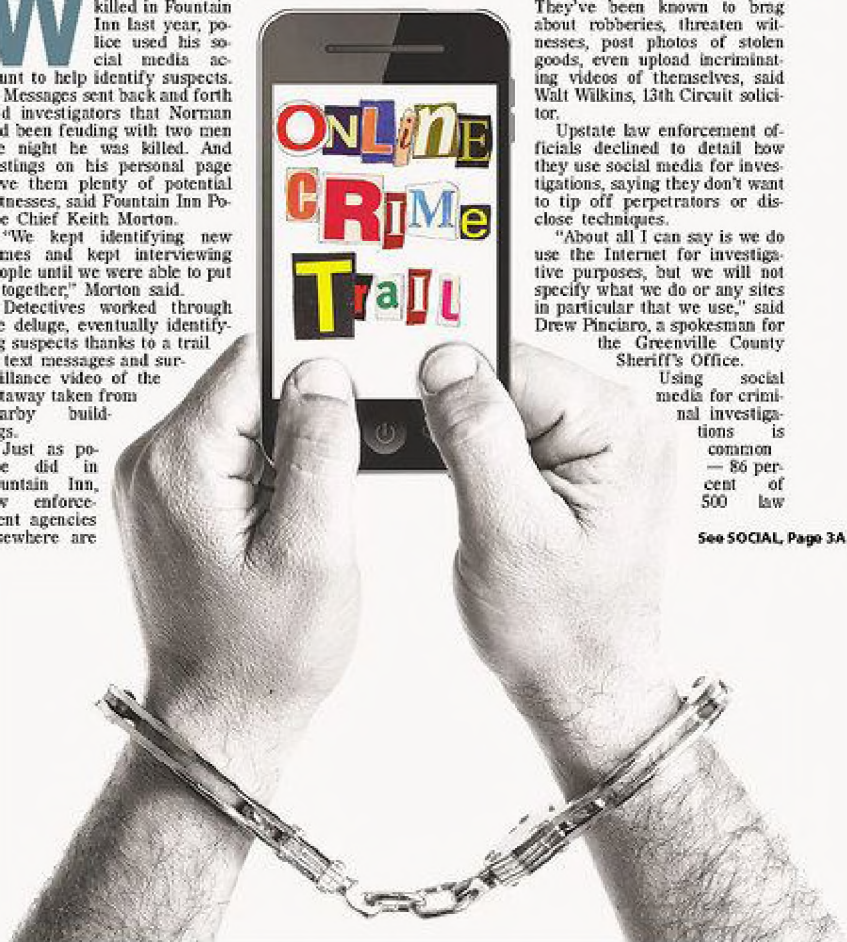 W
killed in Fountain
Inn last year, po-
lice used his so-
cial media ac-
unt to help identify suspects.
Messages sent back and forth
d investigators that Norman
d been feuding with two men
e night he was killed. And
stings on his personal page
ve them plenty of potential
tnesses, said Fountain Inn Po-
e Chief Keith Morton.
“We kept identifying new
mes and kept interviewing
ople until we were able to put
together,” Morton said.
Detectives worked through
e deluge, eventually identify-
g suspects thanks to a trail
text messages and sur-
illance video of the
taway taken from
arby build-
gs.
Just as po-
e did in
untain Inn,
w enforce-
ent agencies
sewhere are
ONLinE
CRIMe
TraIL
They’ve been known to brag
about robberies, threaten wit-
nesses, post photos of stolen
goods, even upload incriminat-
ing videos of themselves, said
Walt Wilkins, 13th Circuit solici-
tor.
Upstate law enforcement of-
ficials declined to detail how
they use social media for inves-
tigations, saying they don’t want
to tip off perpetrators or dis-
close techniques.
“About all I can say is we do
use the Internet for investiga-
tive purposes, but we will not
specify what we do or any sites
in particular that we use,” said
Drew Pinciaro, a spokesman for
the Greenville County
Sheriff’s Office.
Using social
media for crimi-
nal investiga-
tions is
common
— 86 per-
cent of
500 law
See SOCIAL, Page 3A